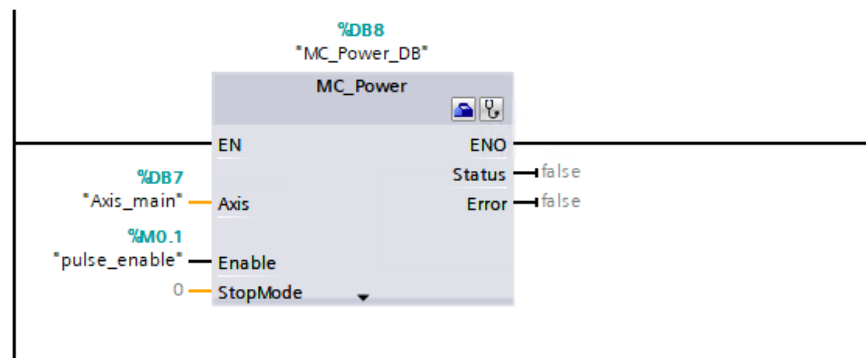 %DB8
"MC_Power_DB"
MC_Power
EN
ENO
%DB7
Status
false
"Axis_main"
Axis
Error
false
%M0.1
"pulse_enable"
Enable
0
StopMode